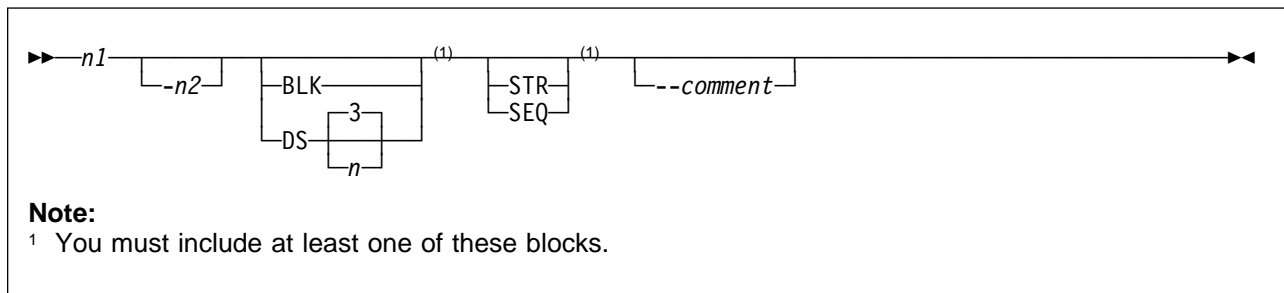 n1 (1) (1)
-n2 BLK STR --comment
3 SEQ
DS
n
Note:
1 You must include at least one of these blocks.